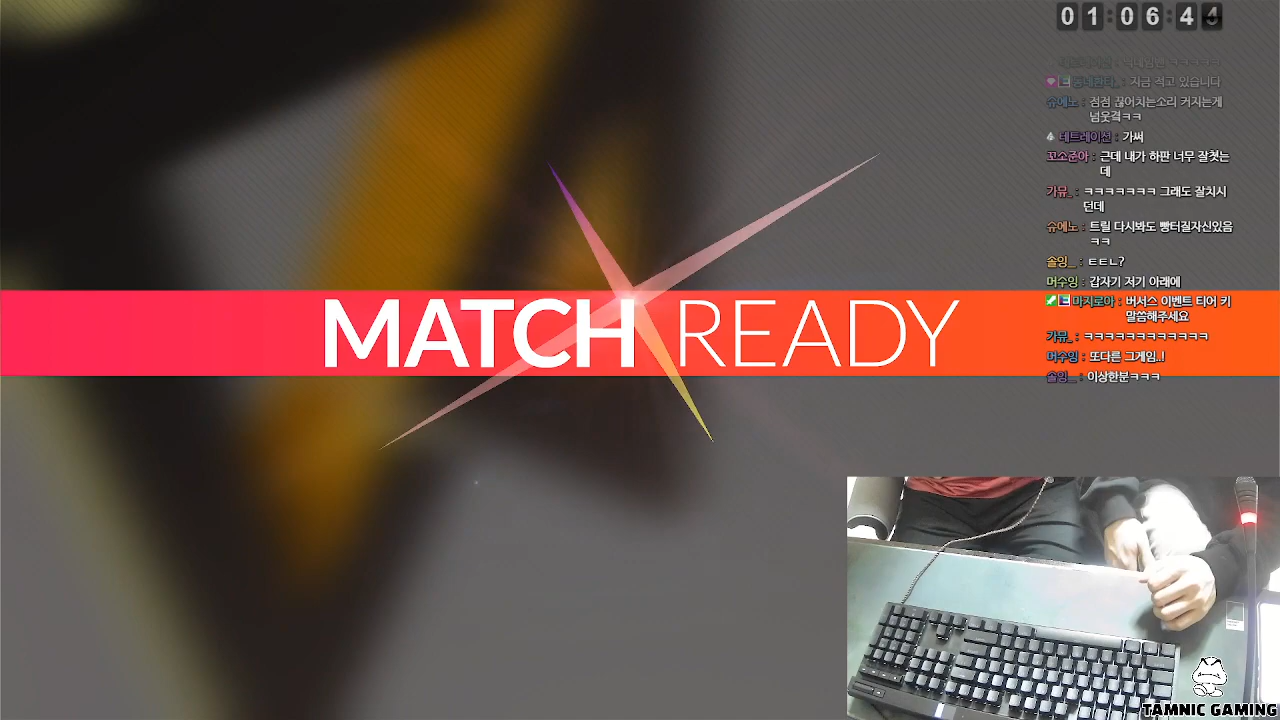 01:06:44
지금 적고 있습니다
슈에노 : 점점 끊어치는소리 커지는게
넘웃겨ㅋㅋ
테트레이션 : 가써
꼬소준아 : 근데 내가 하판 너무 잘쳣는
데
가뮤_ : ㅋㅋㅋㅋㅋㅋㅋ 그래도 잘치시
던데
슈에노 : 트릴 다시봐도 빵터질자신있음
ㅋㅋ
솔잉_ : ㅌㅌㄴ?
머수잉 : 갑자기 저기 아래에
마지로아 : 버서스 이벤트 티어 키
말씀해주세요
MATCH READY
가뮤_ : ㅋㅋㅋㅋㅋㅋㅋㅋㅋㅋㅋㅋ
머수잉 : 또다른 그게임..!
솔잉_ : 이상한분ㅋㅋㅋ
TAMNIC GAMING